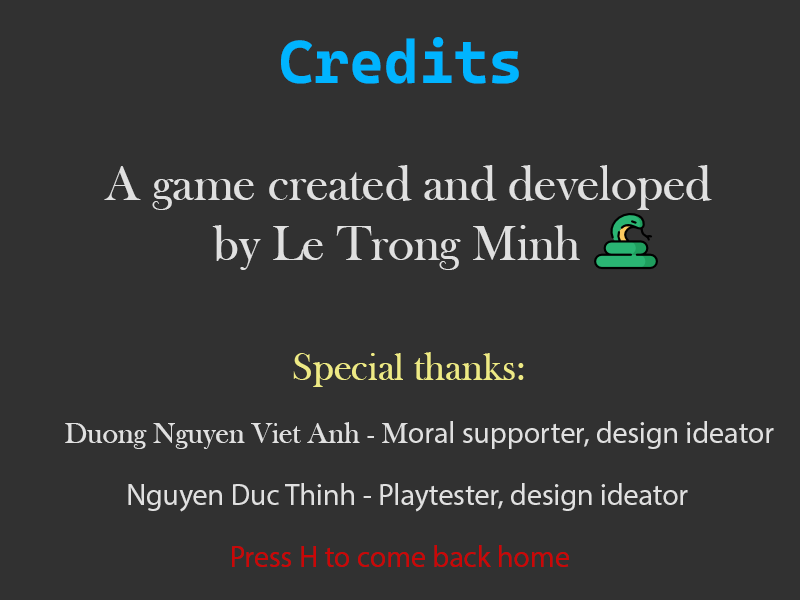 Credits
A game created and developed
by Le Trong Minh
Special thanks:
Duong Nguyen Viet Anh - Moral supporter, design ideator
Nguyen Duc Thinh - Playtester, design ideator
Press H to come back home